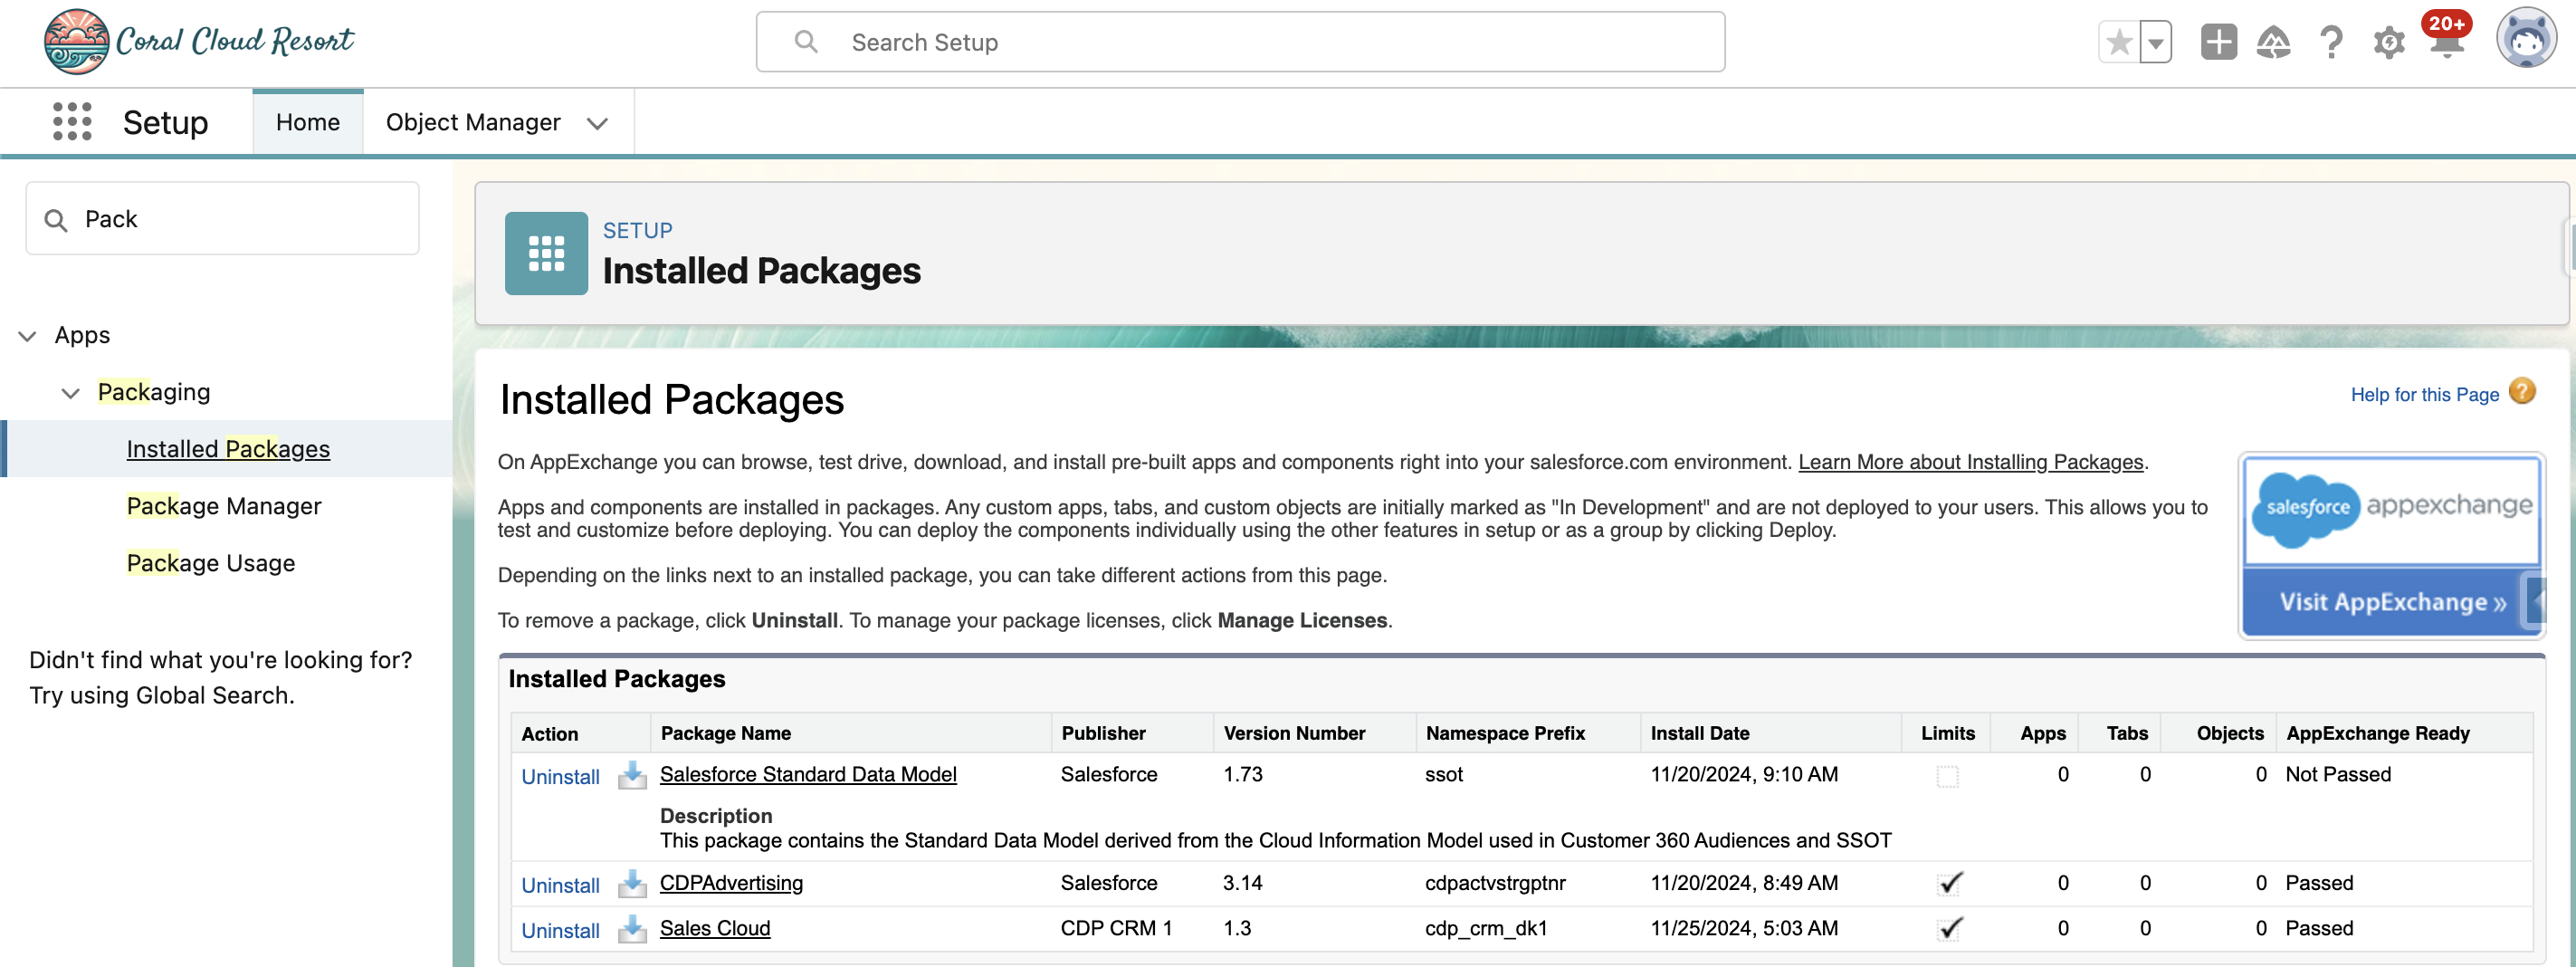 Coral Cloud Resort
Search Setup
20+
Setup
Home
Object Manager
Pack
Apps
Packaging
Installed Packages
Package Manager
Package Usage
Didn't find what you're looking for?
Try using Global Search.
SETUP
Installed Packages
Installed Packages
Help for this Page
On AppExchange you can browse, test drive, download, and install pre-built apps and components right into your salesforce.com environment. Learn More about Installing Packages.
Apps and components are installed in packages. Any custom apps, tabs, and custom objects are initially marked as "In Development" and are not deployed to your users. This allows you to
test and customize before deploying. You can deploy the components individually using the other features in setup or as a group by clicking Deploy.
Depending on the links next to an installed package, you can take different actions from this page.
To remove a package, click Uninstall. To manage your package licenses, click Manage Licenses.
salesforce appexchange
Visit AppExchange »
Installed Packages
Action Package Name Publisher Version Number Namespace Prefix Install Date Limits Apps Tabs Objects AppExchange Ready
Uninstall Salesforce Standard Data Model Salesforce 1.73 ssot 11/20/2024, 9:10 AM 0 0 0 Not Passed
Description
This package contains the Standard Data Model derived from the Cloud Information Model used in Customer 360 Audiences and SSOT
Uninstall CDPAdvertising Salesforce 3.14 cdpactvstrgptnr 11/20/2024, 8:49 AM 0 0 0 Passed
Uninstall Sales Cloud CDP CRM 1 1.3 cdp_crm_dk1 11/25/2024, 5:03 AM 0 0 0 Passed